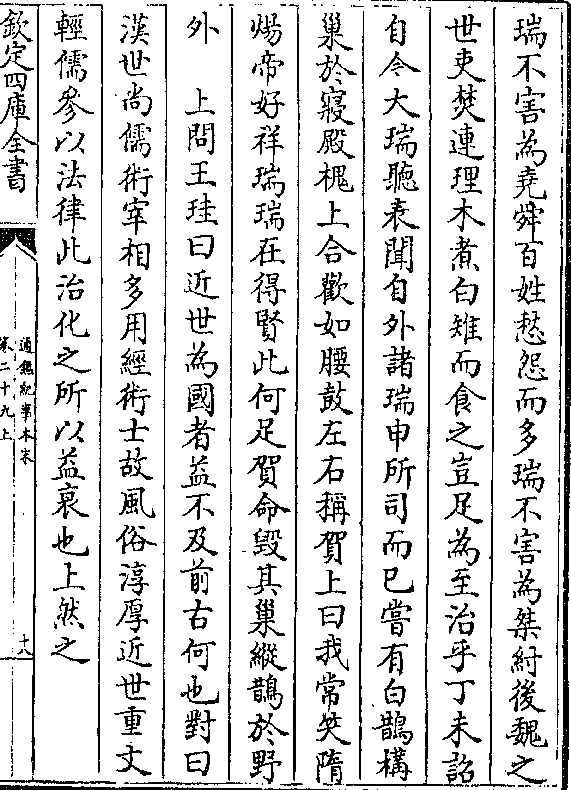 瑞不害為堯舜百姓愁怨而多瑞不害為桀紂後魏之
世吏焚連理木煮白雉而食之豈足為至治乎丁未詔
自今大瑞聽表聞自外諸瑞申所司而已嘗有白鵲構
巢於寢殿槐上合歡如腰鼓左右稱賀上曰我常笑隋
煬帝好祥瑞瑞在得賢此何足賀命毀其巢縱鵲於野
外　上問王珪曰近世為國者益不及前古何也對曰
漢世尚儒術宰相多用經術士故風俗淳厚近世重文
輕儒參以法律此治化之所以益衰也上然之
欽定四庫全書
通鑑紀事本末
卷二十九上
十八